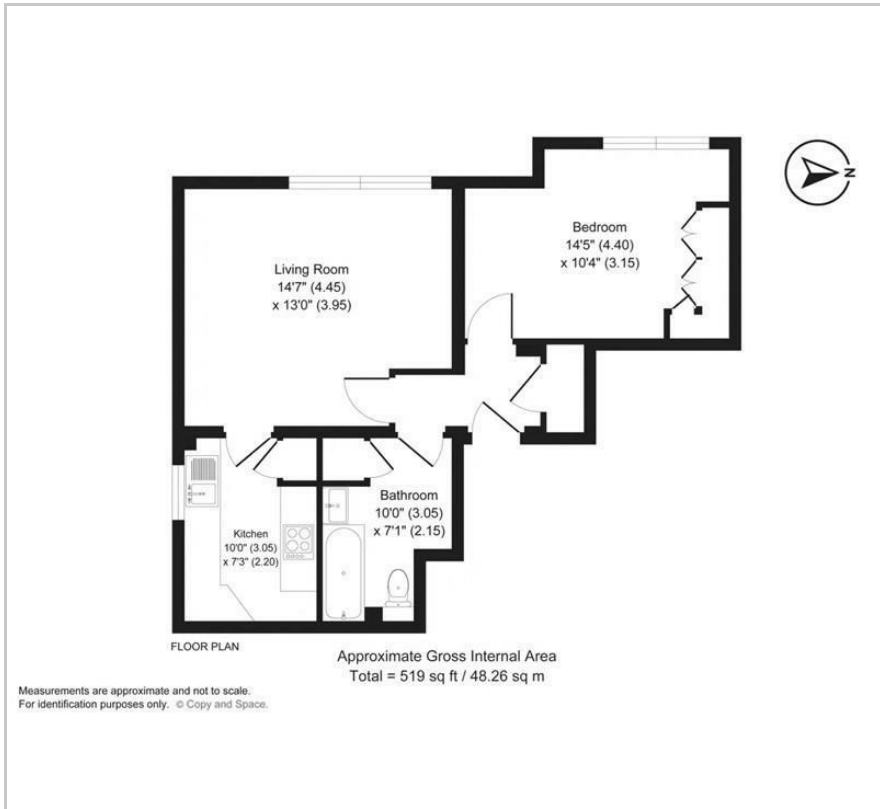 N
Bedroom
14'5" (4.40)
x 10'4" (3.15)
Living Room
14'7" (4.45)
x 13'0" (3.95)
Bathroom
10'0" (3.05)
x 7'1" (2.15)
Kitchen
10'0" (3.05)
x 7'3" (2.20)
FLOOR PLAN
Approximate Gross Internal Area
Total = 519 sq ft / 48.26 sq m
Measurements are approximate and not to scale.
For identification purposes only. © Copy and Space.